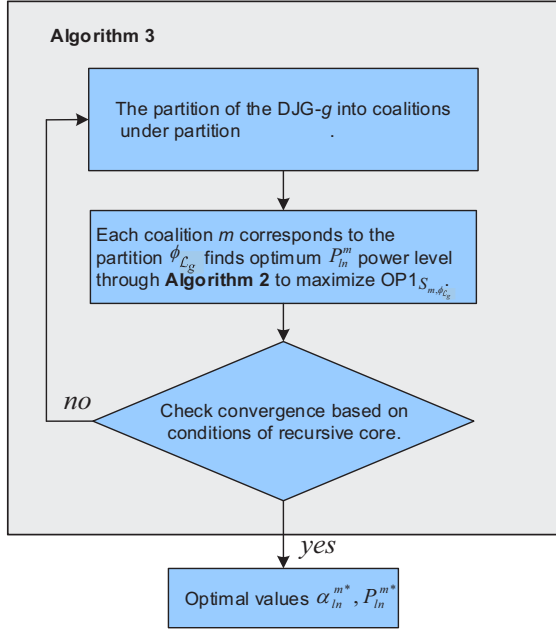 Algorithm 3
The partition of the DJG-g into coalitions
under partition .
Each coalition m corresponds to the
partition ϕ_{ℒ_g} finds optimum P_{ln}^{m} power level
through Algorithm 2 to maximize OP1_{S_{m,ϕ_{ℒ_g}}}.
no
Check convergence based on
conditions of recursive core.
yes
Optimal values α_{ln}^{m*}, P_{ln}^{m*}